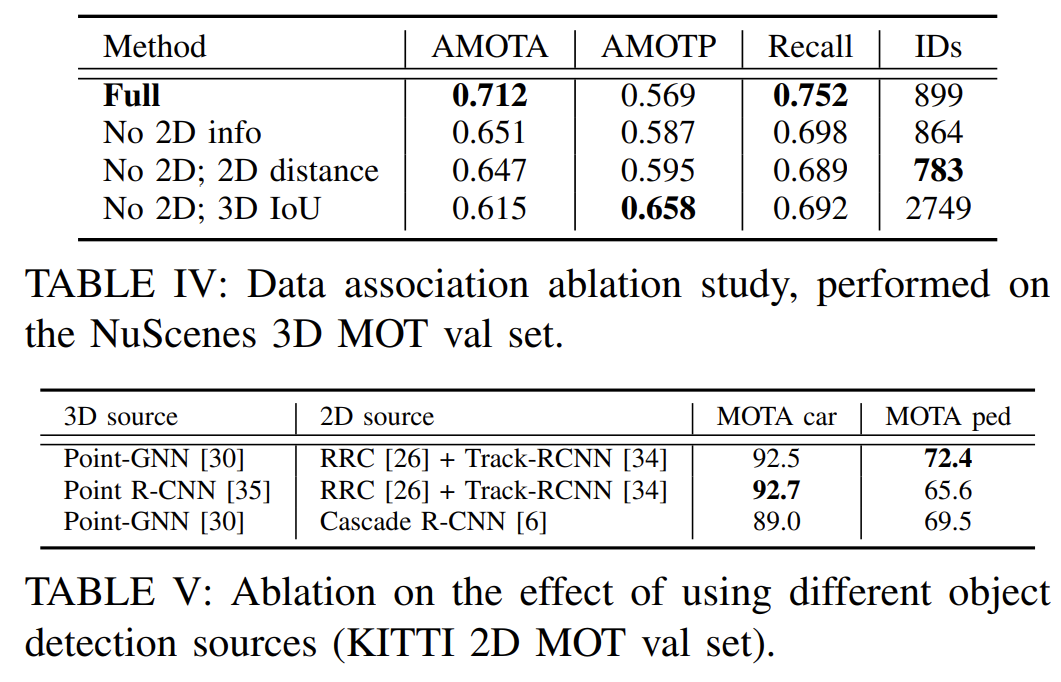 Method AMOTA AMOTP Recall IDs
Full 0.712 0.569 0.752 899
No 2D info 0.651 0.587 0.698 864
No 2D; 2D distance 0.647 0.595 0.689 783
No 2D; 3D IoU 0.615 0.658 0.692 2749
TABLE IV: Data association ablation study, performed on
the NuScenes 3D MOT val set.
3D source 2D source MOTA car MOTA ped
Point-GNN [30] RRC [26] + Track-RCNN [34] 92.5 72.4
Point R-CNN [35] RRC [26] + Track-RCNN [34] 92.7 65.6
Point-GNN [30] Cascade R-CNN [6] 89.0 69.5
TABLE V: Ablation on the effect of using different object
detection sources (KITTI 2D MOT val set).